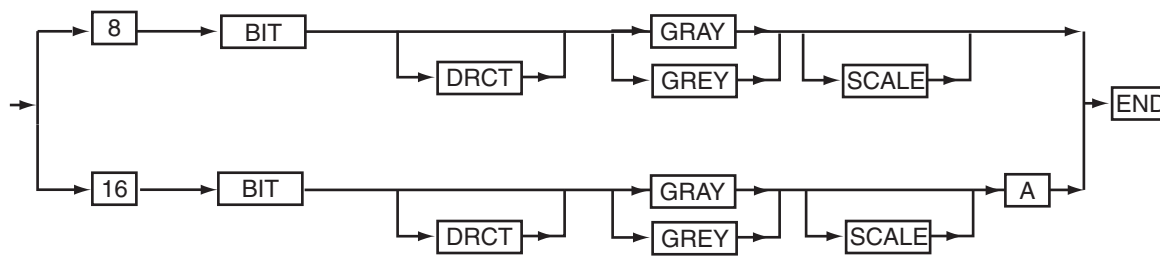 8 BIT GRAY
DRCT GREY SCALE
END
16 BIT GRAY A
DRCT GREY SCALE